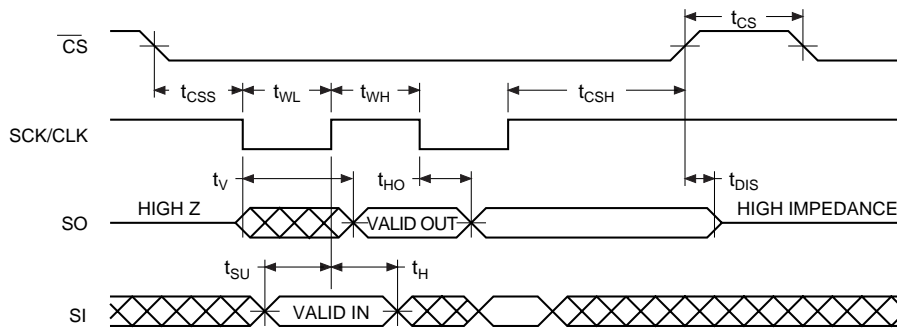 tCS
CS
tCSS tWL tWH tCSH
SCK/CLK
tV tHO tDIS
HIGH Z VALID OUT HIGH IMPEDANCE
SO
tSU tH
SI VALID IN